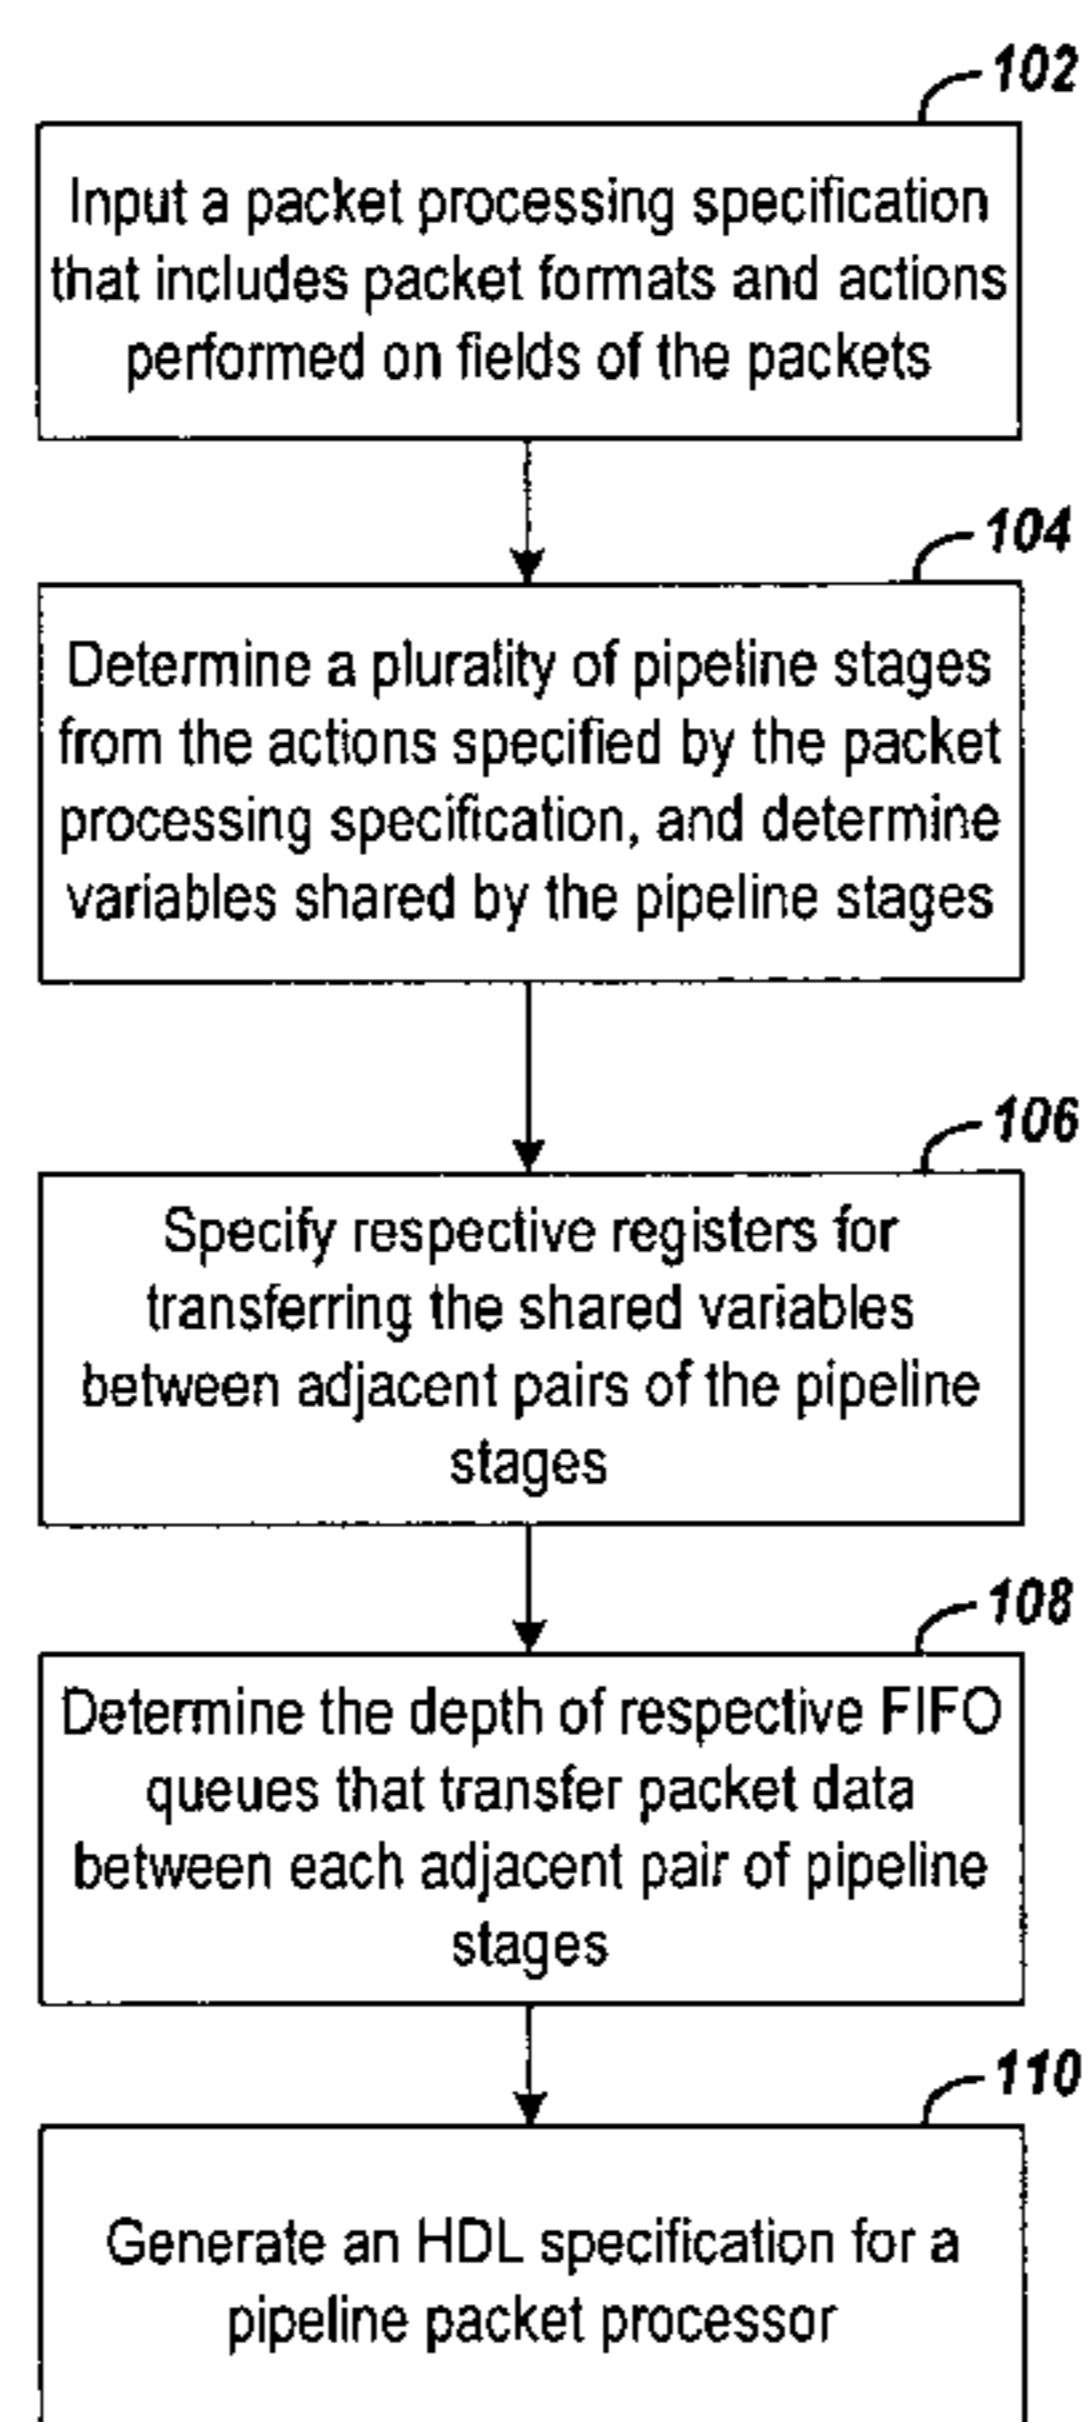 102
Input a packet processing specification
that includes packet formats and actions
performed on fields of the packets
104
Determine a plurality of pipeline stages
from the actions specified by the packet
processing specification, and determine
variables shared by the pipeline stages
106
Specify respective registers for
transferring the shared variables
between adjacent pairs of the pipeline
stages
108
Determine the depth of respective FIFO
queues that transfer packet data
between each adjacent pair of pipeline
stages
110
Generate an HDL specification for a
pipeline packet processor